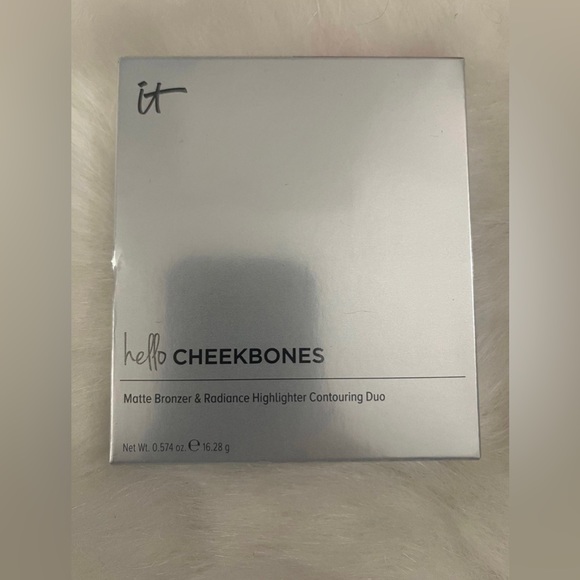 it
hello CHEEKBONES
Matte Bronzer & Radiance Highlighter Contouring Duo
Net Wt. 0.574 oz. ℮ 16.28 g